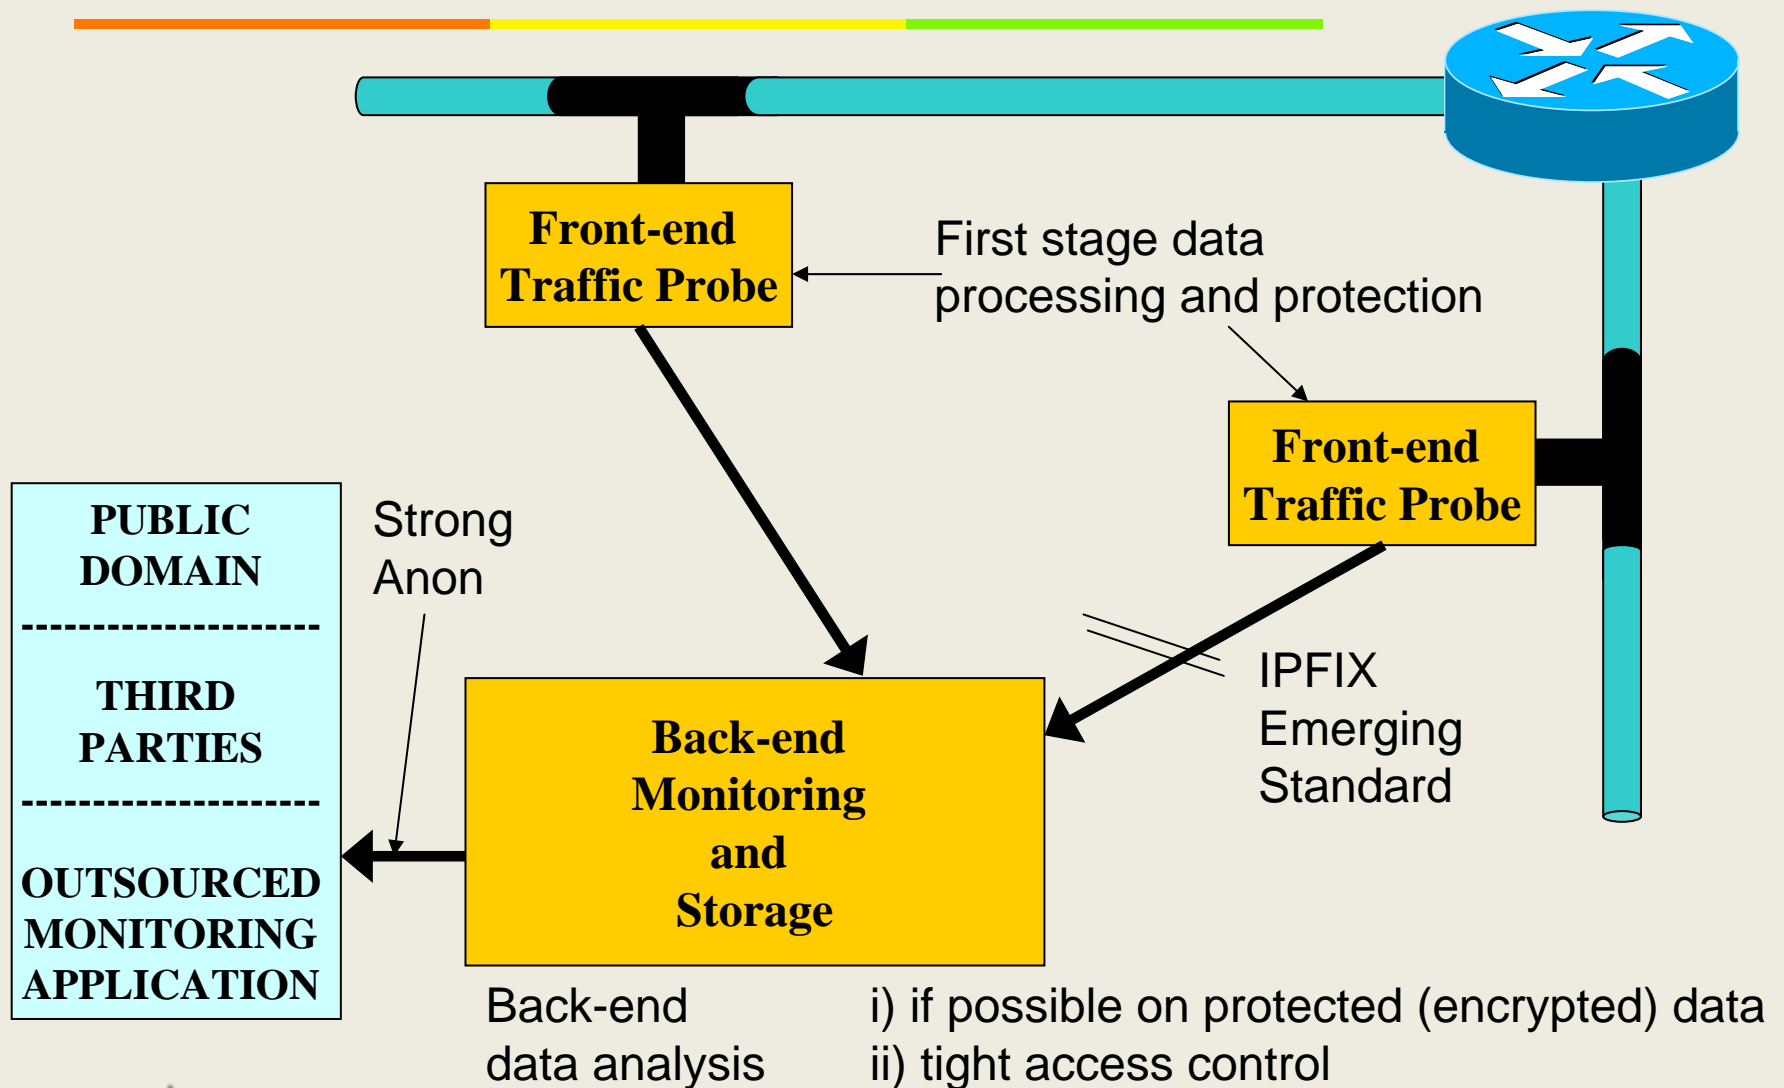 Front-end
Traffic Probe
First stage data
processing and protection
Front-end
Traffic Probe
PUBLIC
DOMAIN
---------------------
THIRD
PARTIES
---------------------
OUTSOURCED
MONITORING
APPLICATION
Strong
Anon
IPFIX
Emerging
Standard
Back-end
Monitoring
and
Storage
Back-end
data analysis
i) if possible on protected (encrypted) data
ii) tight access control